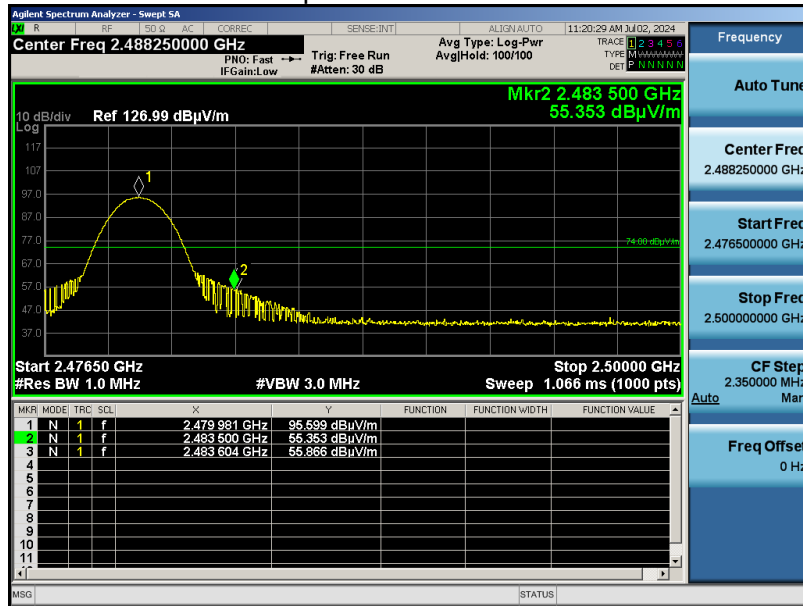 Agilent Spectrum Analyzer - Swept SA
LXI R RF 50 Ω AC CORREC SENSE:INT ALIGN AUTO 11:20:29 AM Jul 02, 2024
Center Freq 2.488250000 GHz
PNO: Fast
IFGain:Low
Trig: Free Run
#Atten: 30 dB
Avg Type: Log-Pwr
Avg|Hold: 100/100
TRACE 1 2 3 4 5 6
TYPE M WWWWW
DET P N N N N N
Mkr2 2.483 500 GHz
55.353 dBµV/m
10 dB/div Ref 126.99 dBµV/m
Log
117
107
97.0
87.0
77.0
67.0
57.0
47.0
37.0
1
2
74.00 dBµV/m
Start 2.47650 GHz Stop 2.50000 GHz
#Res BW 1.0 MHz #VBW 3.0 MHz Sweep 1.066 ms (1000 pts)
MKR MODE TRC SCL X Y FUNCTION FUNCTION WIDTH FUNCTION VALUE
1 N 1 f 2.479 981 GHz 95.599 dBµV/m
2 N 1 f 2.483 500 GHz 55.353 dBµV/m
3 N 1 f 2.483 604 GHz 55.866 dBµV/m
4
5
6
7
8
9
10
11
MSG STATUS
Frequency
Auto Tune
Center Freq
2.488250000 GHz
Start Freq
2.476500000 GHz
Stop Freq
2.500000000 GHz
CF Step
2.350000 MHz
Auto Man
Freq Offset
0 Hz